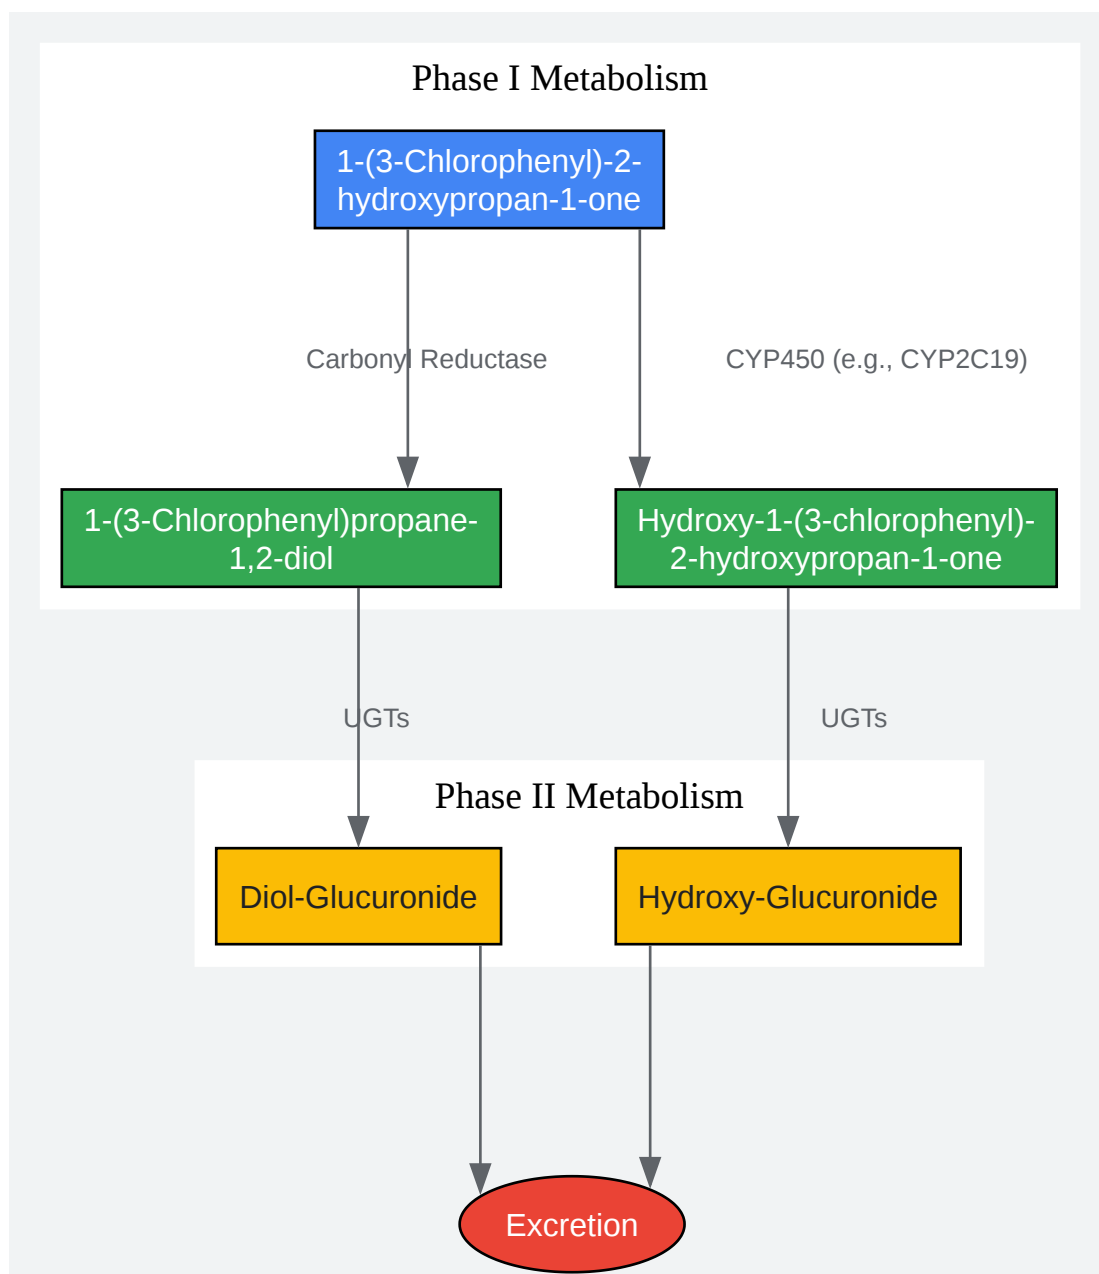 Phase I Metabolism
1-(3-Chlorophenyl)-2-
hydroxypropan-1-one
Carbonyl Reductase
CYP450 (e.g., CYP2C19)
1-(3-Chlorophenyl)propane-
1,2-diol
Hydroxy-1-(3-chlorophenyl)-
2-hydroxypropan-1-one
UGTs
UGTs
Phase II Metabolism
Diol-Glucuronide
Hydroxy-Glucuronide
Excretion